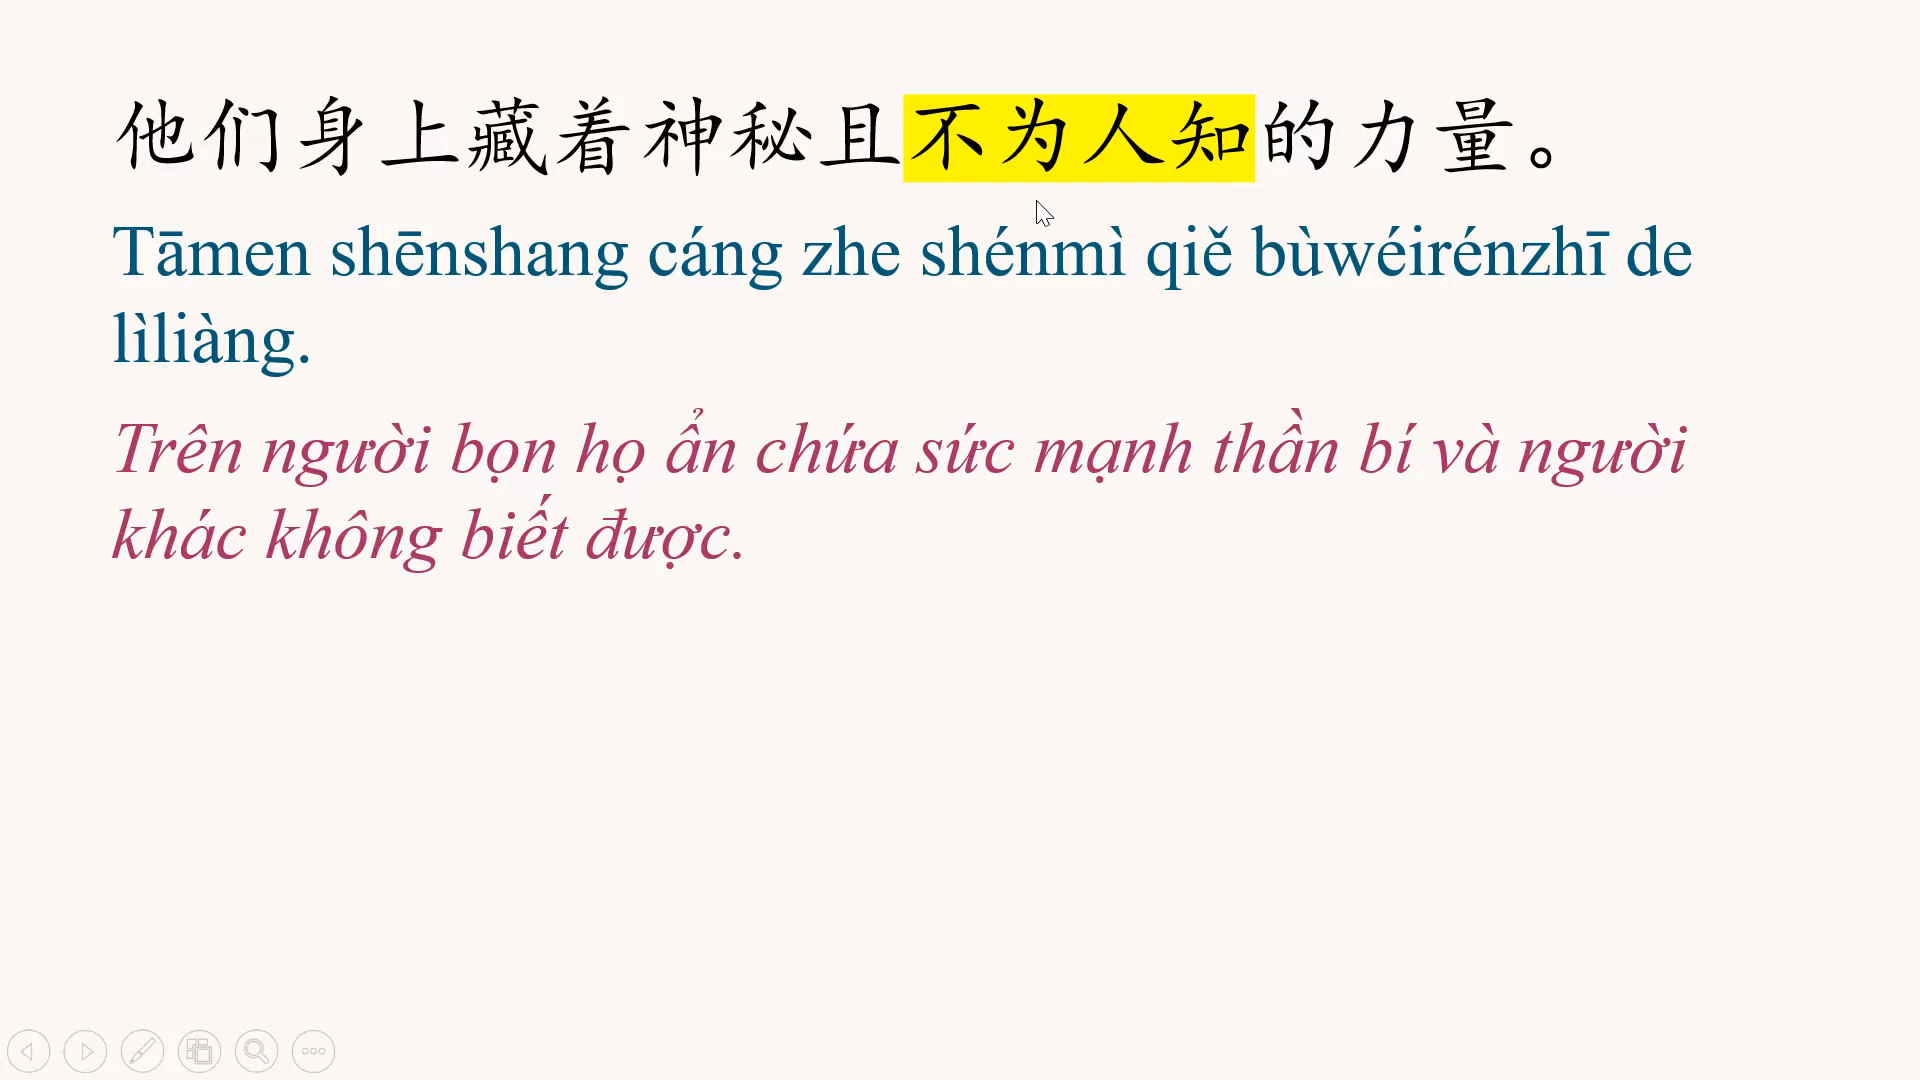 他们身上藏着神秘且不为人知的力量。
Tāmen shēnshang cáng zhe shénmì qiě bùwéirénzhī de
lìliàng.
Trên người bọn họ ẩn chứa sức mạnh thần bí và người
khác không biết được.